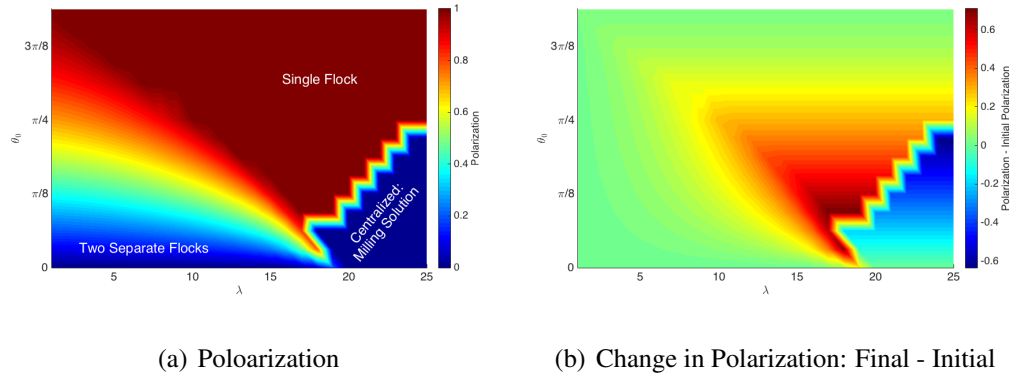 3π/8
π/4
π/8
0
θ₀
5
10
15
20
25
λ
Single Flock
Two Separate Flocks
Centralized:
Milling Solution
1
0.8
0.6
0.4
0.2
0
Polarization
3π/8
π/4
π/8
0
θ₀
5
10
15
20
25
λ
0.6
0.4
0.2
0
-0.2
-0.4
-0.6
Polarization - Initial Polarization
(a) Poloarization
(b) Change in Polarization: Final - Initial